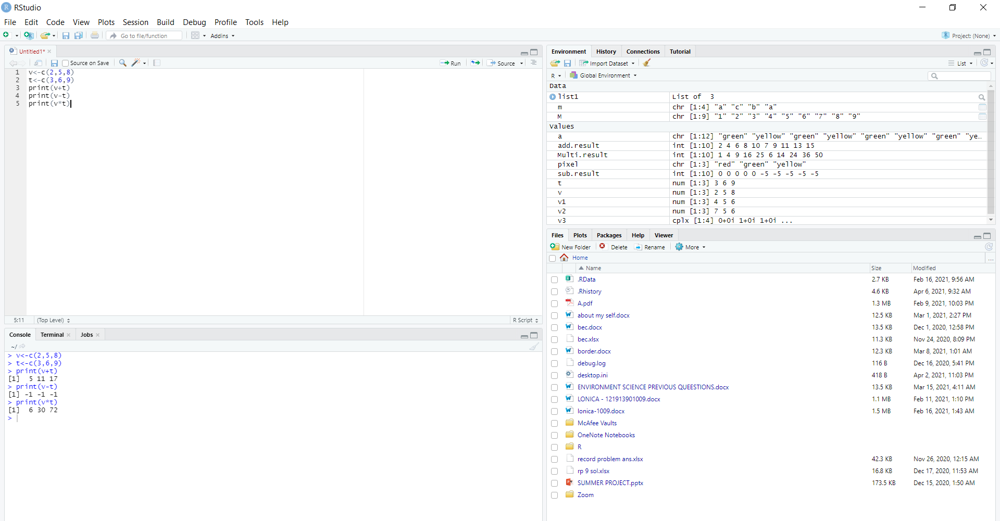 RStudio
File Edit Code View Plots Session Build Debug Profile Tools Help
Go to file/function Addins Project: (None)
Untitled1*
Source on Save Run Source
1 v<-c(2,5,8)
2 t<-c(3,6,9)
3 print(v+t)
4 print(v-t)
5 print(v*t)
5:11 (Top Level) R Script
Console Terminal Jobs
~/
> v<-c(2,5,8)
> t<-c(3,6,9)
> print(v+t)
[1]  5 11 17
> print(v-t)
[1] -1 -1 -1
> print(v*t)
[1]  6 30 72
>
Environment History Connections Tutorial
Import Dataset List
R Global Environment
Data
list1 List of 3
m chr [1:4] "a" "c" "b" "a"
M chr [1:9] "1" "2" "3" "4" "5" "6" "7" "8" "9"
Values
a chr [1:12] "green" "yellow" "green" "yellow" "green" "yellow" "green" "ye…
add.result int [1:10] 2 4 6 8 10 7 9 11 13 15
Multi.result int [1:10] 1 4 9 16 25 6 14 24 36 50
pixel chr [1:3] "red" "green" "yellow"
sub.result int [1:10] 0 0 0 0 0 -5 -5 -5 -5 -5
t num [1:3] 3 6 9
v num [1:3] 2 5 8
v1 num [1:3] 4 5 6
v2 num [1:3] 7 5 6
v3 cplx [1:4] 0+0i 1+0i 1+0i ...
Files Plots Packages Help Viewer
New Folder Delete Rename More
Home ...
Name Size Modified
.RData 2.7 KB Feb 16, 2021, 9:56 AM
.Rhistory 4.6 KB Apr 6, 2021, 9:32 AM
A.pdf 1.3 MB Feb 9, 2021, 10:03 PM
about my self.docx 12.5 KB Mar 1, 2021, 2:27 PM
bec.docx 13.5 KB Dec 1, 2020, 12:58 PM
bec.xlsx 11.3 KB Nov 24, 2020, 8:09 PM
border.docx 12.3 KB Mar 8, 2021, 1:01 AM
debug.log 116 B Dec 16, 2020, 5:41 PM
desktop.ini 418 B Apr 2, 2021, 11:03 PM
ENVIRONMENT SCIENCE PREVIOUS QUEESTIONS.docx 13.5 KB Mar 15, 2021, 4:11 AM
LONICA - 121913901009.docx 1.1 MB Feb 11, 2021, 1:10 PM
lonica-1009.docx 1.5 MB Feb 16, 2021, 1:43 AM
McAfee Vaults
OneNote Notebooks
R
record problem ans.xlsx 42.3 KB Nov 26, 2020, 12:15 AM
rp 9 sol.xlsx 16.8 KB Dec 17, 2020, 11:53 AM
SUMMER PROJECT.pptx 173.5 KB Dec 15, 2020, 1:50 AM
Zoom